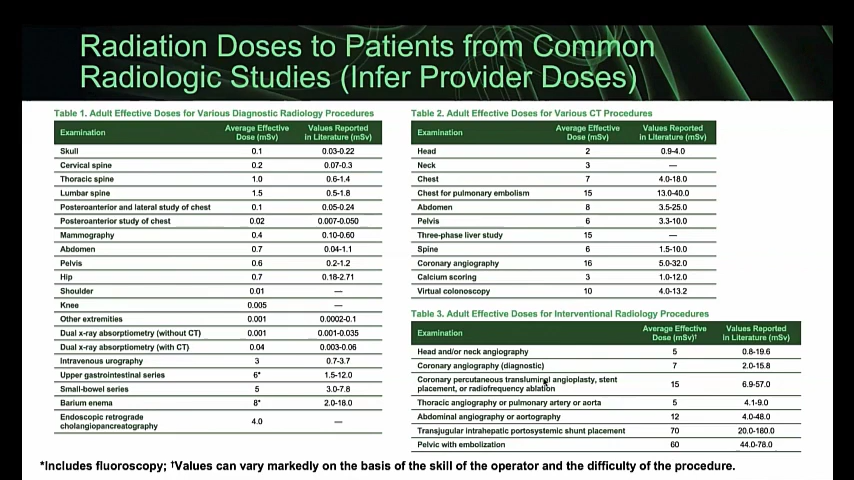 Radiation Doses to Patients from Common
Radiologic Studies (Infer Provider Doses)
Table 1. Adult Effective Doses for Various Diagnostic Radiology Procedures
Examination Average Effective Dose (mSv) Values Reported in Literature (mSv)
Skull 0.1 0.03-0.22
Cervical spine 0.2 0.07-0.3
Thoracic spine 1.0 0.6-1.4
Lumbar spine 1.5 0.5-1.8
Posteroanterior and lateral study of chest 0.1 0.05-0.24
Posteroanterior study of chest 0.02 0.007-0.050
Mammography 0.4 0.10-0.60
Abdomen 0.7 0.04-1.1
Pelvis 0.6 0.2-1.2
Hip 0.7 0.18-2.71
Shoulder 0.01 —
Knee 0.005 —
Other extremities 0.001 0.0002-0.1
Dual x-ray absorptiometry (without CT) 0.001 0.001-0.035
Dual x-ray absorptiometry (with CT) 0.04 0.003-0.06
Intravenous urography 3 0.7-3.7
Upper gastrointestinal series 6* 1.5-12.0
Small-bowel series 5 3.0-7.8
Barium enema 8* 2.0-18.0
Endoscopic retrograde cholangiopancreatography 4.0 —
Table 2. Adult Effective Doses for Various CT Procedures
Examination Average Effective Dose (mSv) Values Reported in Literature (mSv)
Head 2 0.9-4.0
Neck 3 —
Chest 7 4.0-18.0
Chest for pulmonary embolism 15 13.0-40.0
Abdomen 8 3.5-25.0
Pelvis 6 3.3-10.0
Three-phase liver study 15 —
Spine 6 1.5-10.0
Coronary angiography 16 5.0-32.0
Calcium scoring 3 1.0-12.0
Virtual colonoscopy 10 4.0-13.2
Table 3. Adult Effective Doses for Interventional Radiology Procedures
Examination Average Effective Dose (mSv)† Values Reported in Literature (mSv)
Head and/or neck angiography 5 0.8-19.6
Coronary angiography (diagnostic) 7 2.0-15.8
Coronary percutaneous transluminal angioplasty, stent placement, or radiofrequency ablation 15 6.9-57.0
Thoracic angiography or pulmonary artery or aorta 5 4.1-9.0
Abdominal angiography or aortography 12 4.0-48.0
Transjugular intrahepatic portosystemic shunt placement 70 20.0-180.0
Pelvic with embolization 60 44.0-78.0
*Includes fluoroscopy; †Values can vary markedly on the basis of the skill of the operator and the difficulty of the procedure.